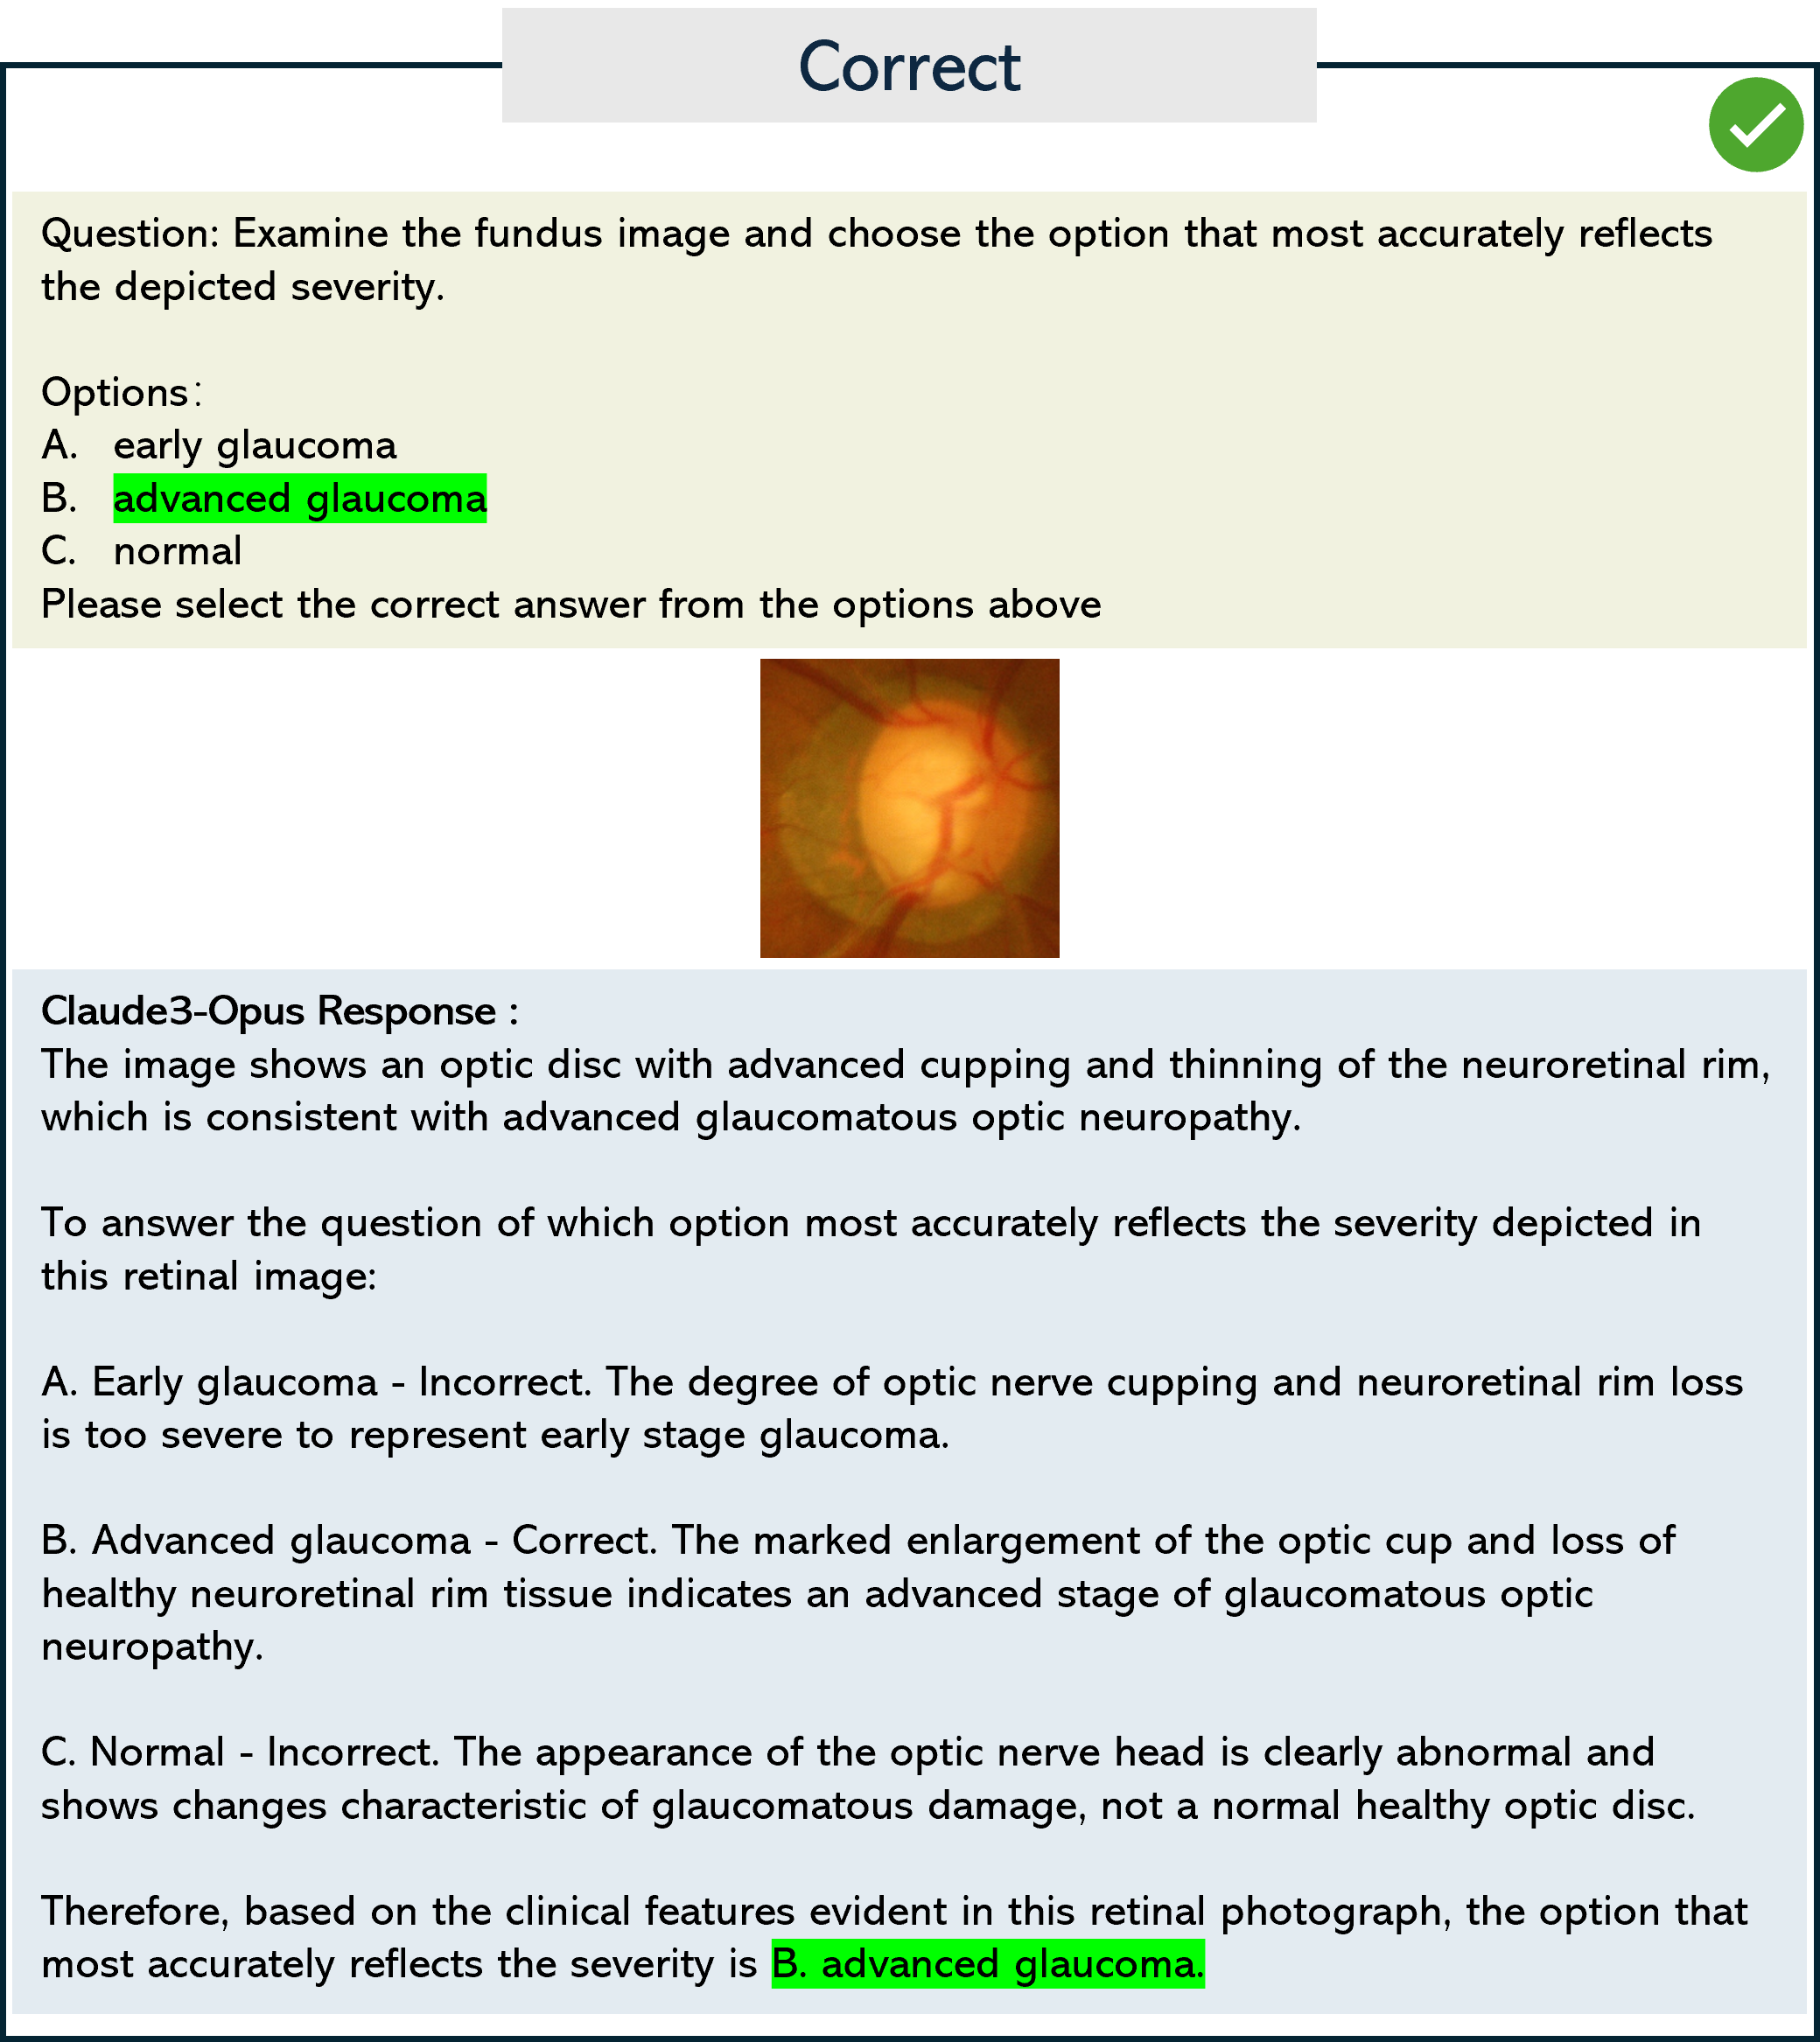 Correct
Question: Examine the fundus image and choose the option that most accurately reflects
the depicted severity.
Options:
A. early glaucoma
B. advanced glaucoma
C. normal
Please select the correct answer from the options above
Claude3-Opus Response :
The image shows an optic disc with advanced cupping and thinning of the neuroretinal rim,
which is consistent with advanced glaucomatous optic neuropathy.
To answer the question of which option most accurately reflects the severity depicted in
this retinal image:
A. Early glaucoma - Incorrect. The degree of optic nerve cupping and neuroretinal rim loss
is too severe to represent early stage glaucoma.
B. Advanced glaucoma - Correct. The marked enlargement of the optic cup and loss of
healthy neuroretinal rim tissue indicates an advanced stage of glaucomatous optic
neuropathy.
C. Normal - Incorrect. The appearance of the optic nerve head is clearly abnormal and
shows changes characteristic of glaucomatous damage, not a normal healthy optic disc.
Therefore, based on the clinical features evident in this retinal photograph, the option that
most accurately reflects the severity is B. advanced glaucoma.